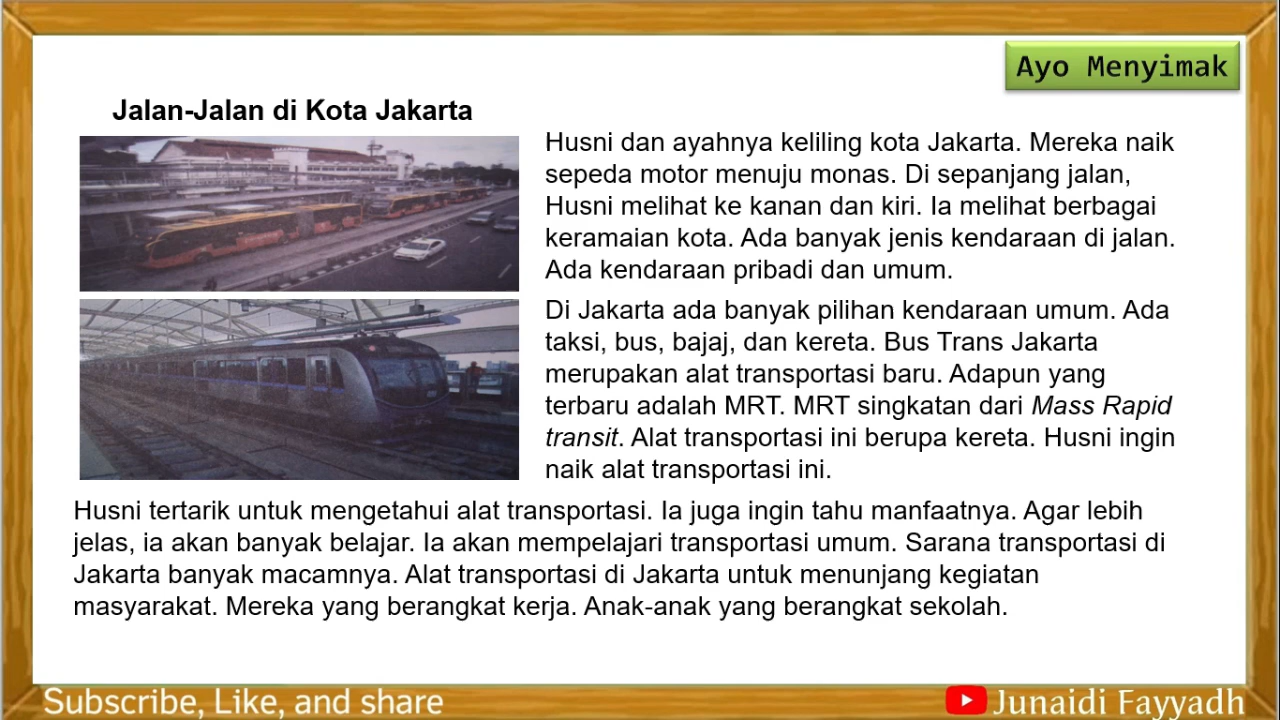 Ayo Menyimak
Jalan-Jalan di Kota Jakarta
Husni dan ayahnya keliling kota Jakarta. Mereka naik
sepeda motor menuju monas. Di sepanjang jalan,
Husni melihat ke kanan dan kiri. Ia melihat berbagai
keramaian kota. Ada banyak jenis kendaraan di jalan.
Ada kendaraan pribadi dan umum.
Di Jakarta ada banyak pilihan kendaraan umum. Ada
taksi, bus, bajaj, dan kereta. Bus Trans Jakarta
merupakan alat transportasi baru. Adapun yang
terbaru adalah MRT. MRT singkatan dari Mass Rapid
transit. Alat transportasi ini berupa kereta. Husni ingin
naik alat transportasi ini.
Husni tertarik untuk mengetahui alat transportasi. Ia juga ingin tahu manfaatnya. Agar lebih
jelas, ia akan banyak belajar. Ia akan mempelajari transportasi umum. Sarana transportasi di
Jakarta banyak macamnya. Alat transportasi di Jakarta untuk menunjang kegiatan
masyarakat. Mereka yang berangkat kerja. Anak-anak yang berangkat sekolah.
Subscribe, Like, and share
Junaidi Fayyadh